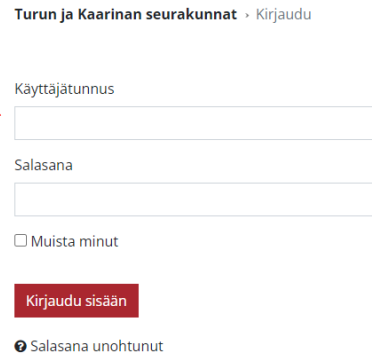 Turun ja Kaarinan seurakunnat › Kirjaudu
Käyttäjätunnus
Salasana
Muista minut
Kirjaudu sisään
Salasana unohtunut